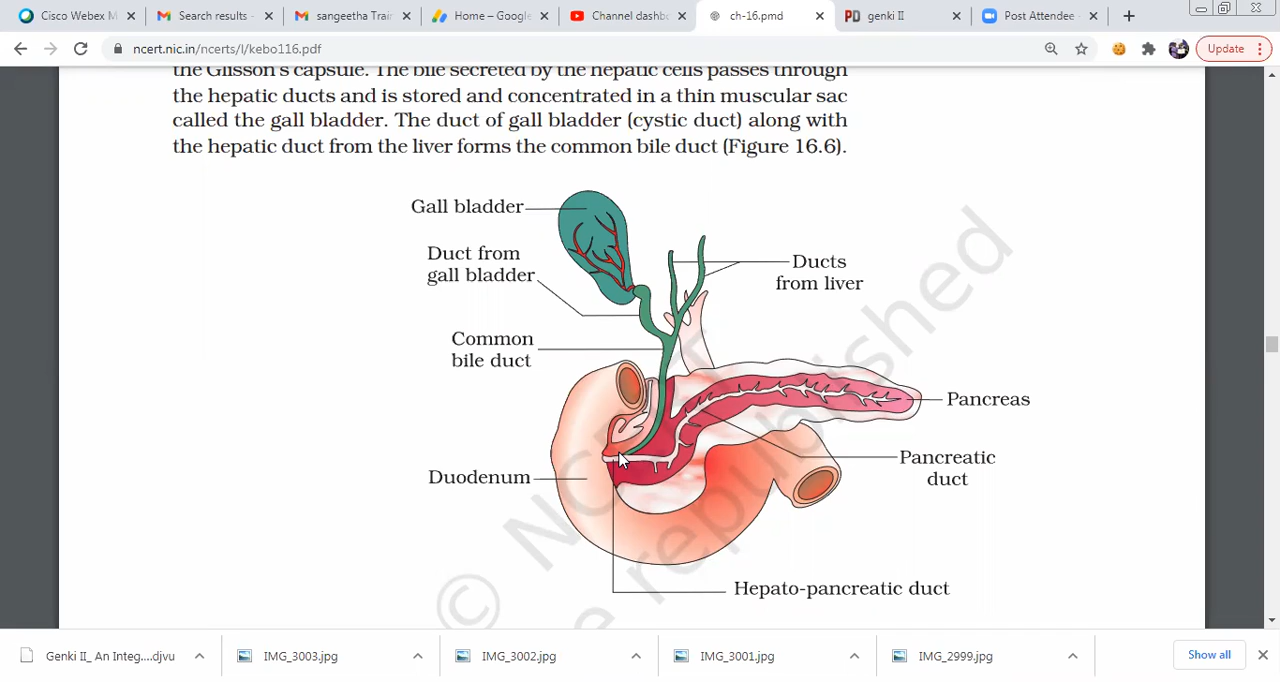 Cisco Webex M
Search results -
sangeetha Trai
Home – Google
Channel dashb
ch-16.pmd
genki II
Post Attendee -
ncert.nic.in/ncerts/l/kebo116.pdf
Update
the Glisson's capsule. The bile secreted by the hepatic cells passes through
the hepatic ducts and is stored and concentrated in a thin muscular sac
called the gall bladder. The duct of gall bladder (cystic duct) along with
the hepatic duct from the liver forms the common bile duct (Figure 16.6).
Gall bladder
Duct from
gall bladder
Ducts
from liver
Common
bile duct
Pancreas
Pancreatic
duct
Duodenum
Hepato-pancreatic duct
©
republished
Genki II_ An Integ....djvu
IMG_3003.jpg
IMG_3002.jpg
IMG_3001.jpg
IMG_2999.jpg
Show all